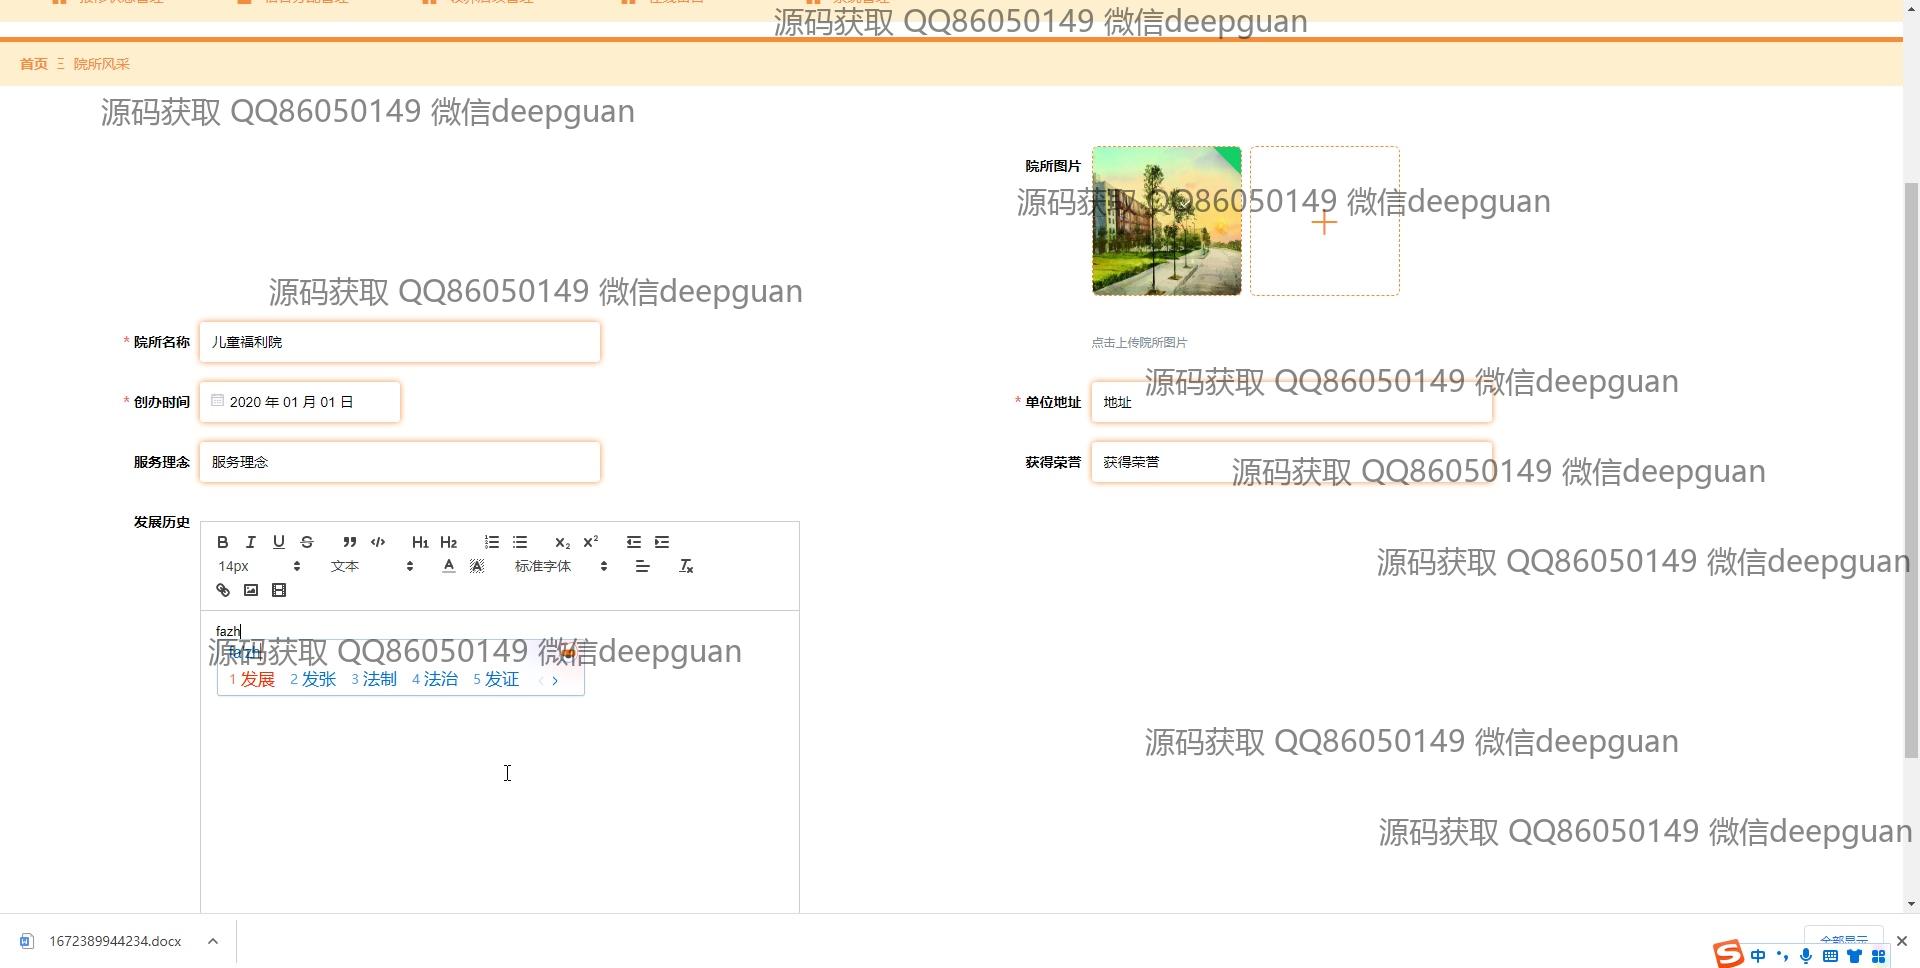 源码获取 QQ86050149 微信deepguan
首页 Ξ 院所风采
源码获取 QQ86050149 微信deepguan
院所图片
源码获取 QQ86050149 微信deepguan
源码获取 QQ86050149 微信deepguan
* 院所名称 儿童福利院
点击上传院所图片
源码获取 QQ86050149 微信deepguan
* 创办时间 2020 年 01 月 01 日
* 单位地址 地址
服务理念 服务理念
获得荣誉 获得荣誉
源码获取 QQ86050149 微信deepguan
发展历史
B I U S H1 H2 X2 X2
14px 文本 A A 标准字体 Tx
源码获取 QQ86050149 微信deepguan
fazh
fa'zh
源码获取 QQ86050149 微信deepguan
1 发展 2 发张 3 法制 4 法治 5 发证
源码获取 QQ86050149 微信deepguan
源码获取 QQ86050149 微信deepguan
1672389944234.docx
全部显示
中